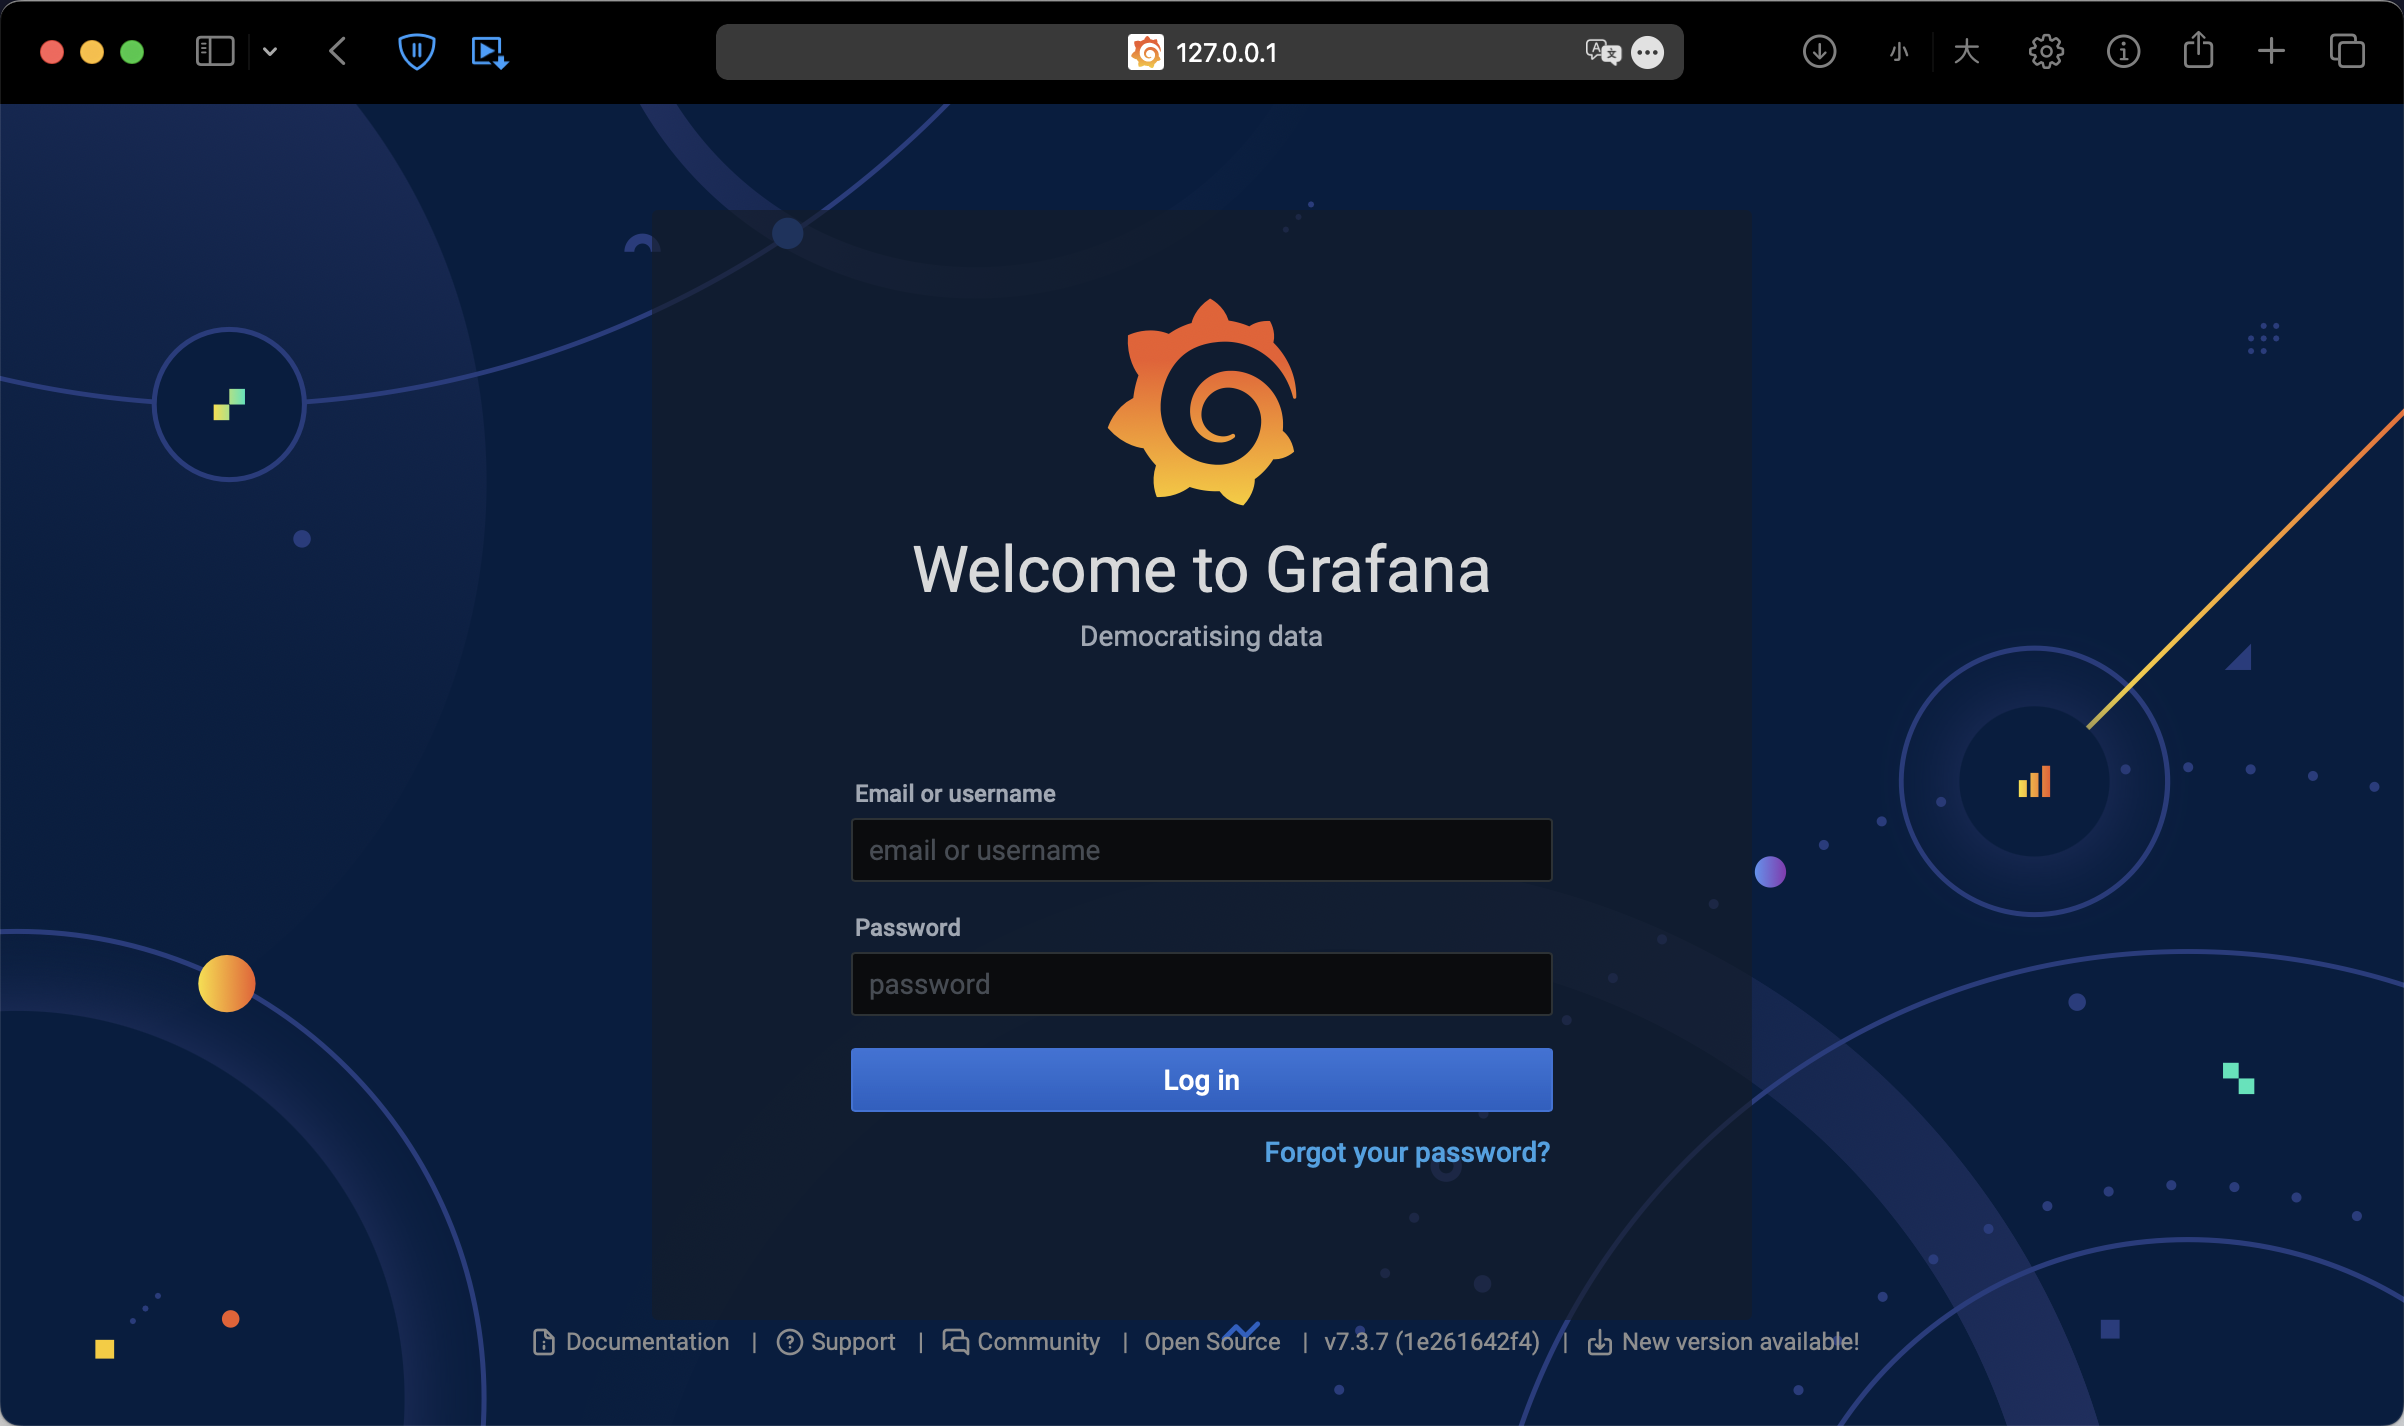 127.0.0.1
小 大
Welcome to Grafana
Democratising data
Email or username
email or username
Password
password
Log in
Forgot your password?
Documentation | Support | Community | Open Source | v7.3.7 (1e261642f4) | New version available!